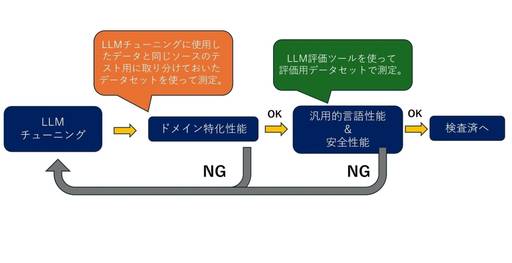 LLMチューニングに使用し
たデータと同じソースのテ
スト用に取り分けておいた
データセットを使って測定。
LLM評価ツールを使って
評価用データセットで測定。
LLM
チューニング
ドメイン特化性能
OK
汎用的言語性能
&
安全性能
OK
検査済へ
NG
NG